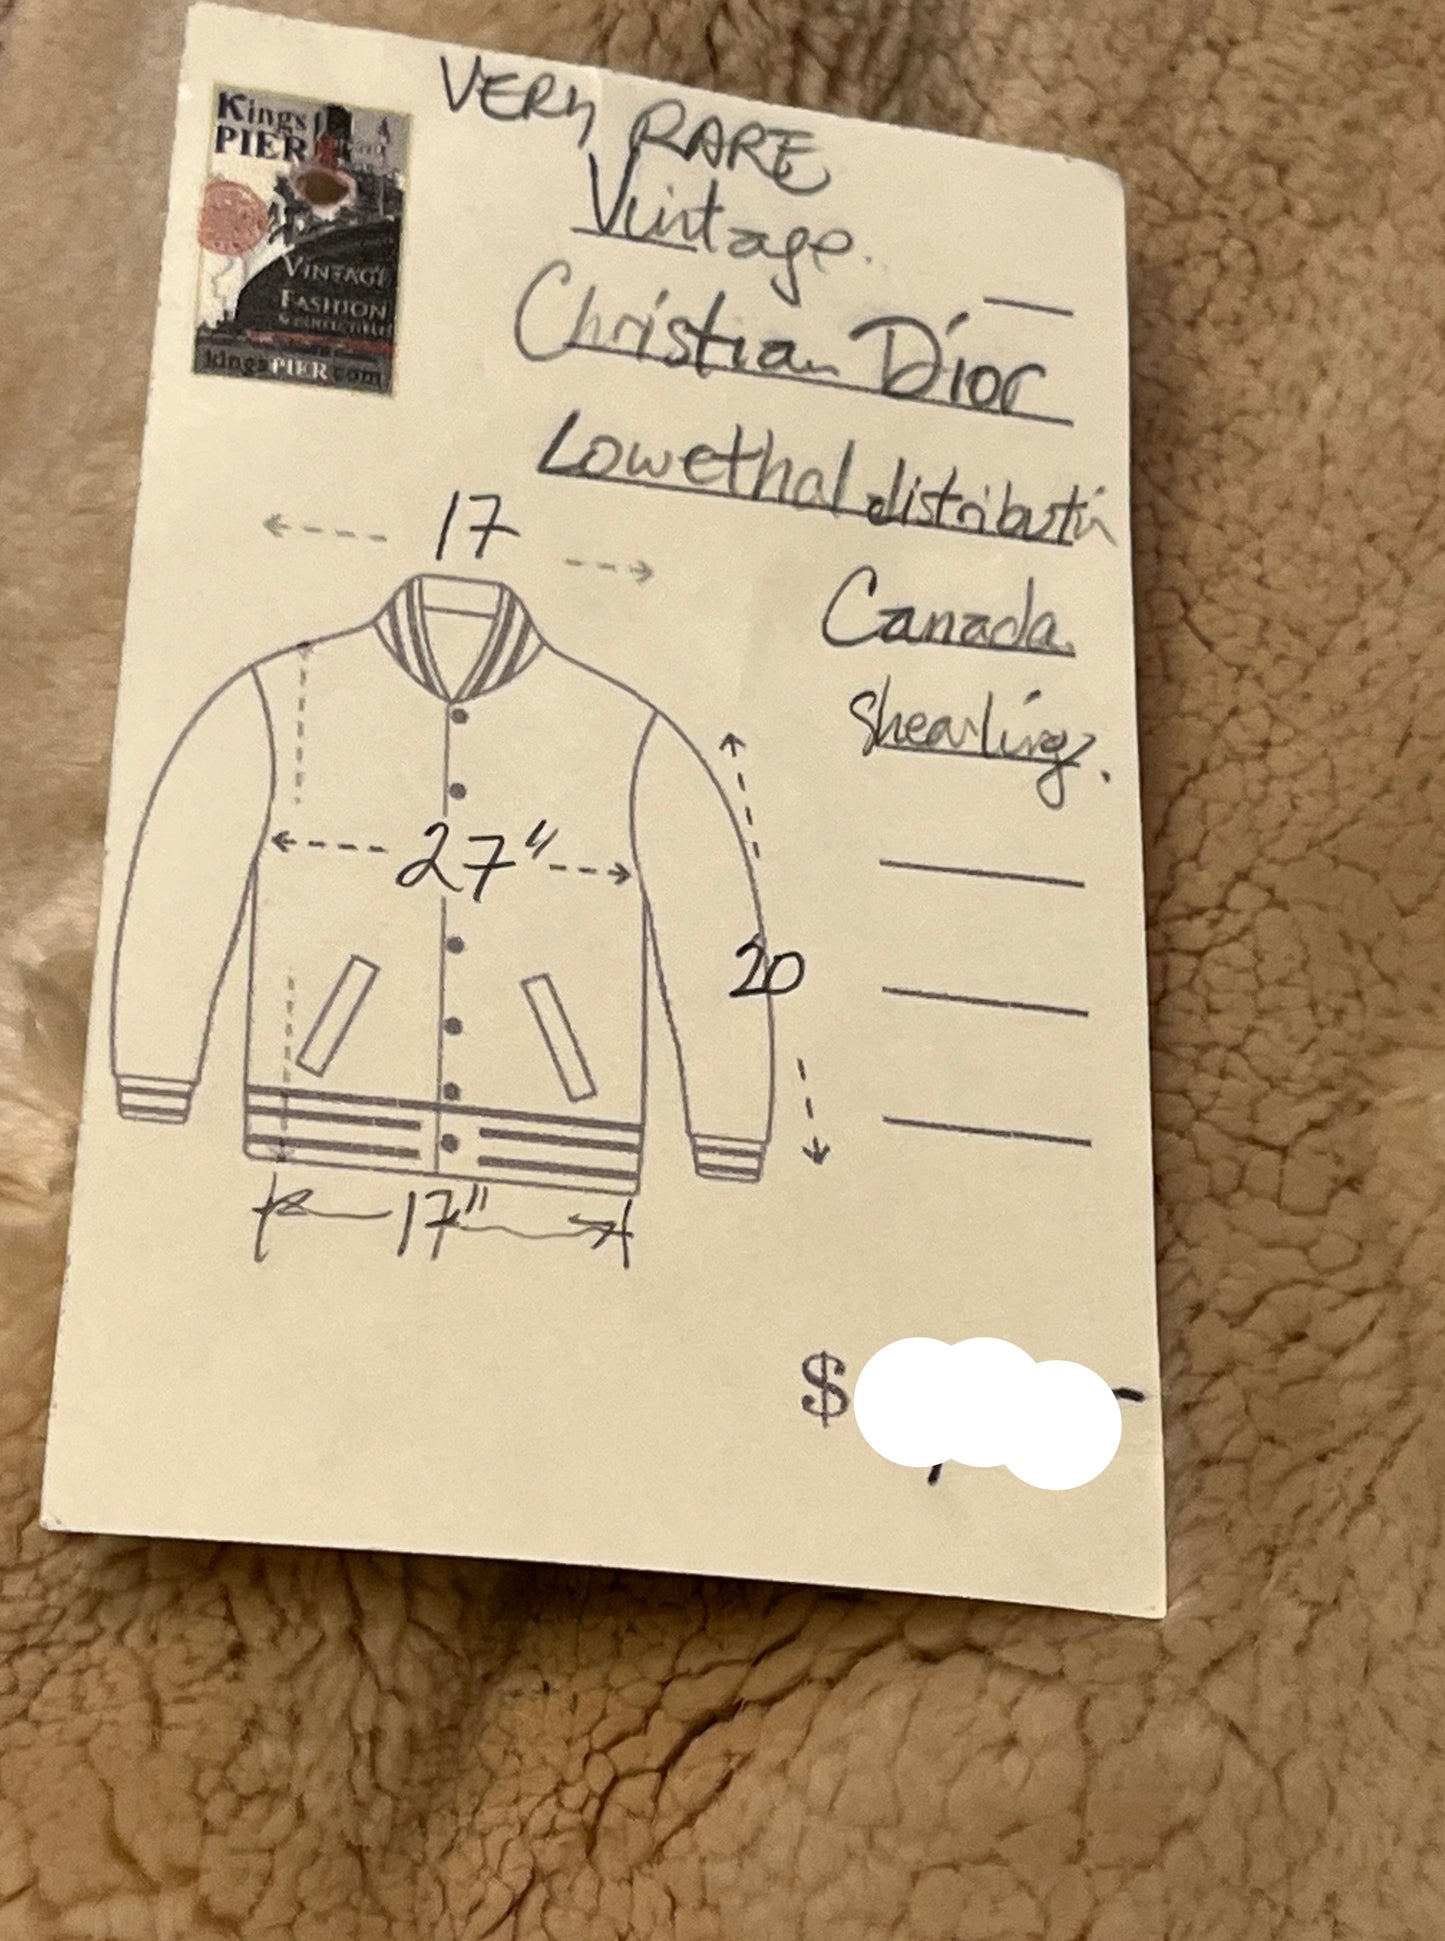 Kings
PIER
VINTAGE
FASHION
& COLLECTIBLES
kingsPIER.com
VERY RARE
Vintage.
Christian Dior
Lowethal distributin
Canada
shearling.
17
27"
20
17"
$